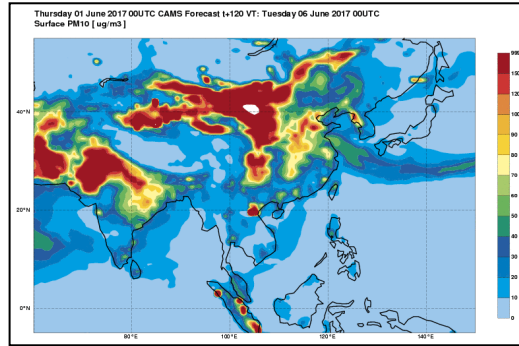 Thursday 01 June 2017 00UTC CAMS Forecast t+120 VT: Tuesday 06 June 2017 00UTC
Surface PM10 [ ug/m3 ]
40°N
20°N
0°N
80°E
100°E
120°E
140°E
999
150
120
100
90
80
70
60
50
40
30
20
10
0